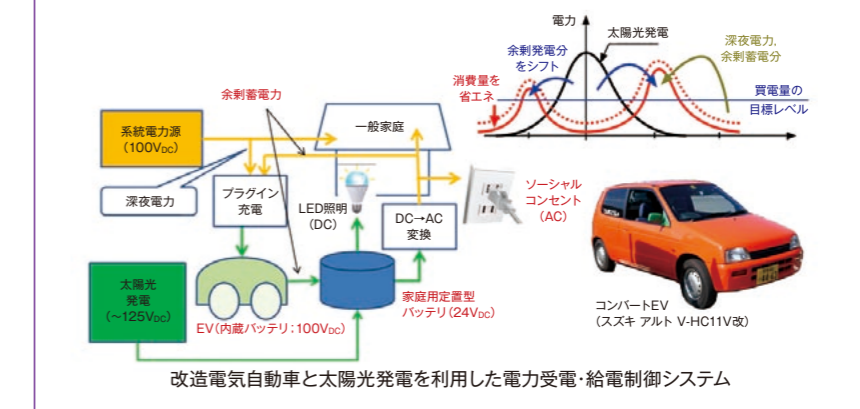 電力
太陽光発電
余剰発電分
をシフト
深夜電力,
余剰蓄電分
消費量を
省エネ
買電量の
目標レベル
余剰蓄電力
系統電力源
(100VDC)
一般家庭
深夜電力
プラグイン
充電
LED照明
(DC)
DC→AC
変換
ソーシャル
コンセント
(AC)
太陽光
発電
(~125VDC)
EV(内蔵バッテリ:100VDC)
家庭用定置型
バッテリ(24VDC)
コンバートEV
(スズキ アルト V-HC11V改)
改造電気自動車と太陽光発電を利用した電力受電・給電制御システム